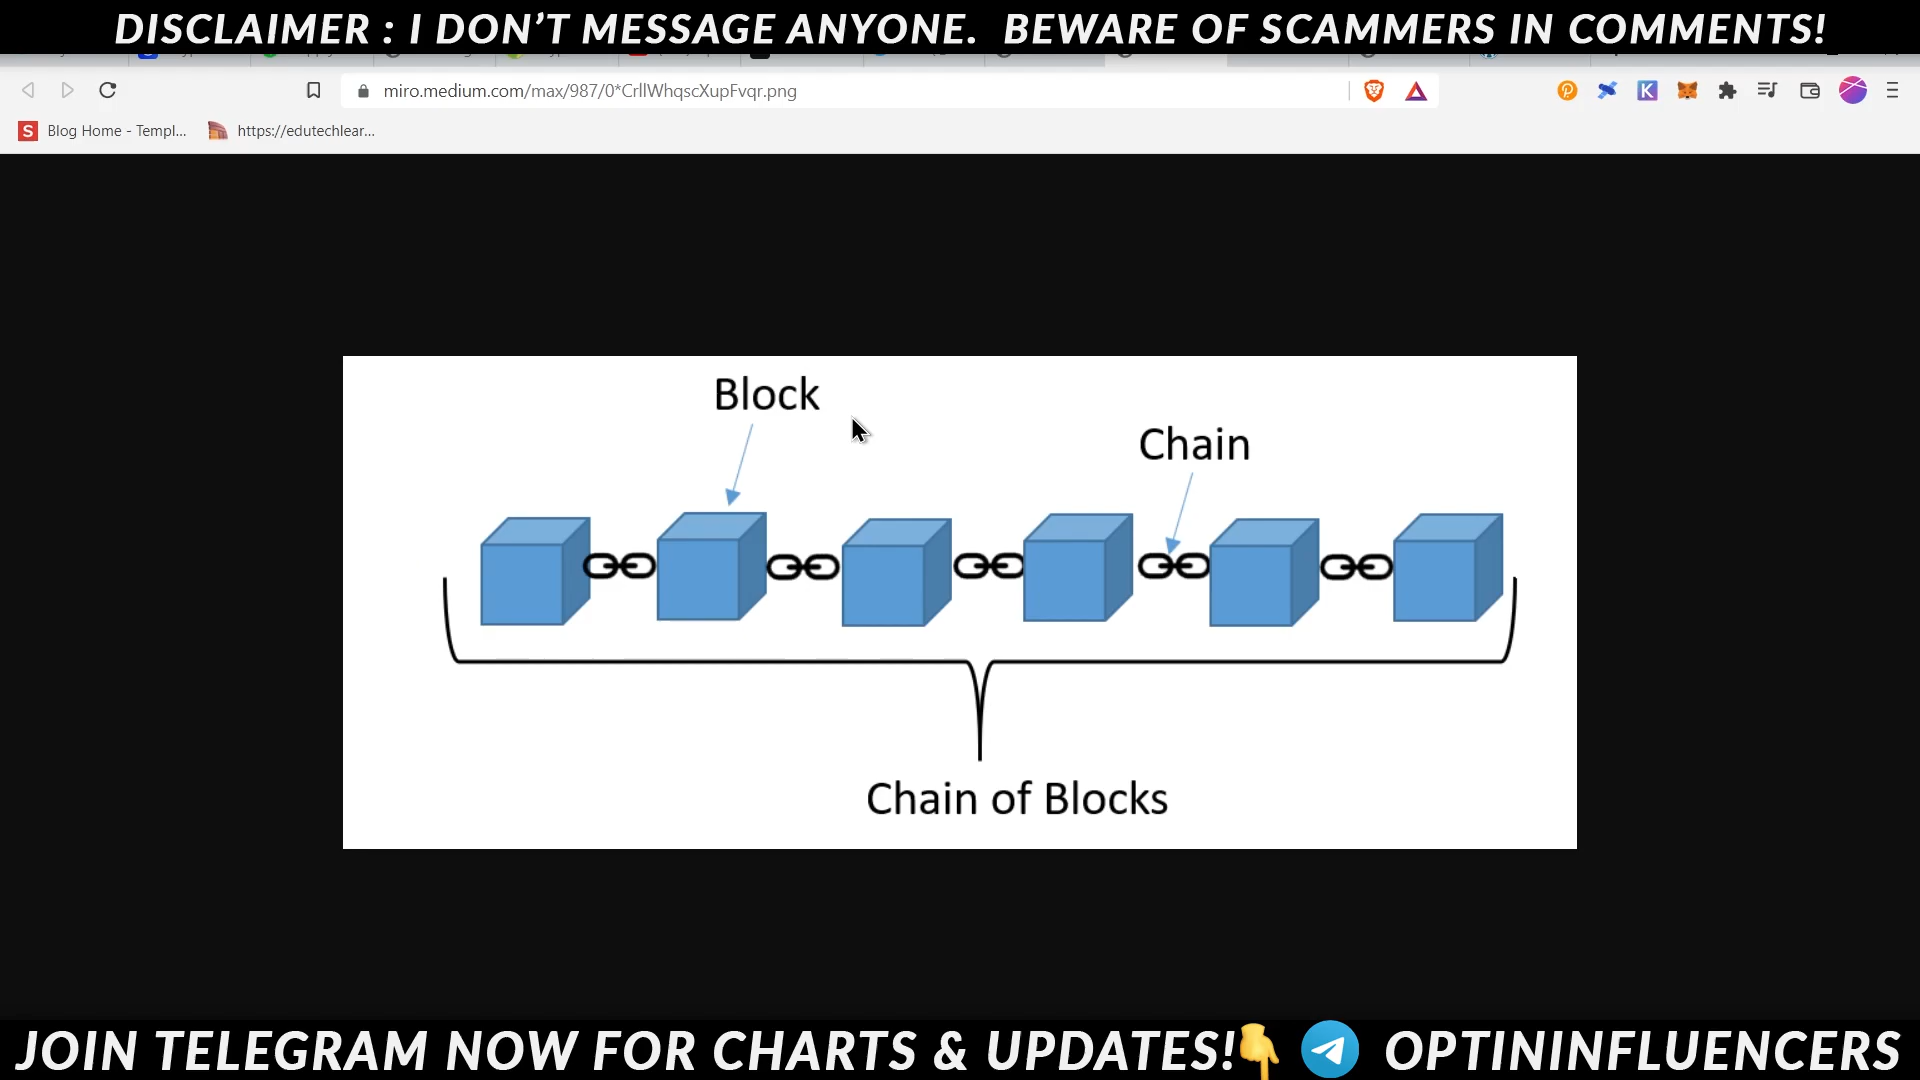 DISCLAIMER : I DON’T MESSAGE ANYONE. BEWARE OF SCAMMERS IN COMMENTS!
miro.medium.com/max/987/0*CrllWhqscXupFvqr.png
Blog Home - Templ... https://edutechlear...
Block
Chain
Chain of Blocks
JOIN TELEGRAM NOW FOR CHARTS & UPDATES!👇 OPTININFLUENCERS